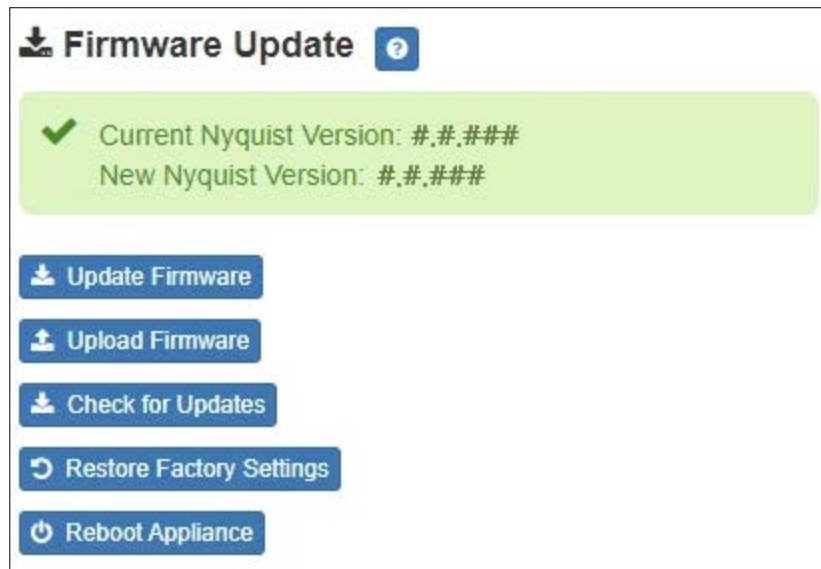 Firmware Update
Current Nyquist Version: #.#.###
New Nyquist Version: #.#.###
Update Firmware
Upload Firmware
Check for Updates
Restore Factory Settings
Reboot Appliance